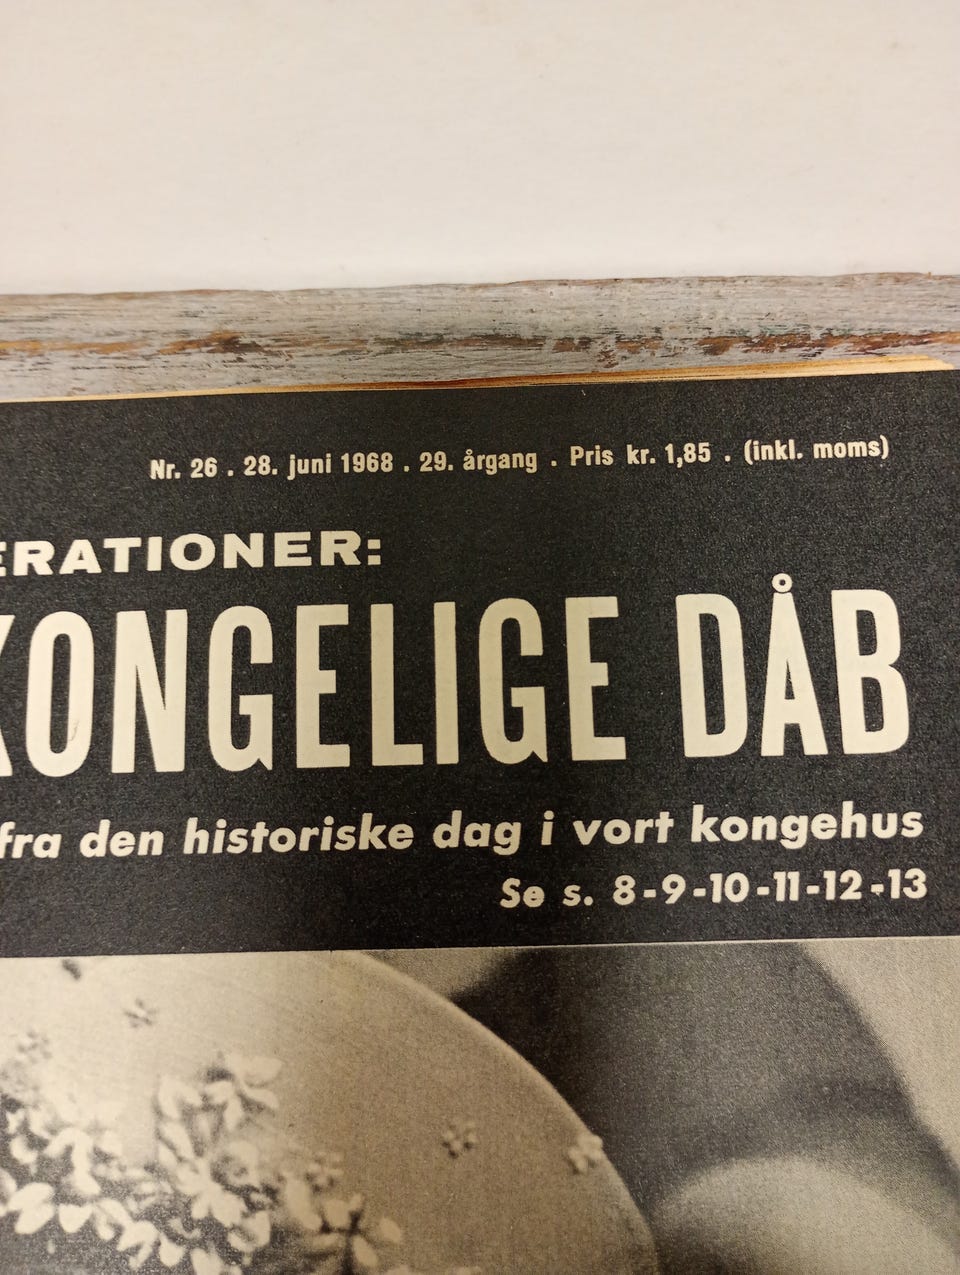 Nr. 26 . 28. juni 1968 . 29. årgang . Pris kr. 1,85 . (inkl. moms)
ERATIONER:
KONGELIGE DÅB
fra den historiske dag i vort kongehus
Se s. 8-9-10-11-12-13